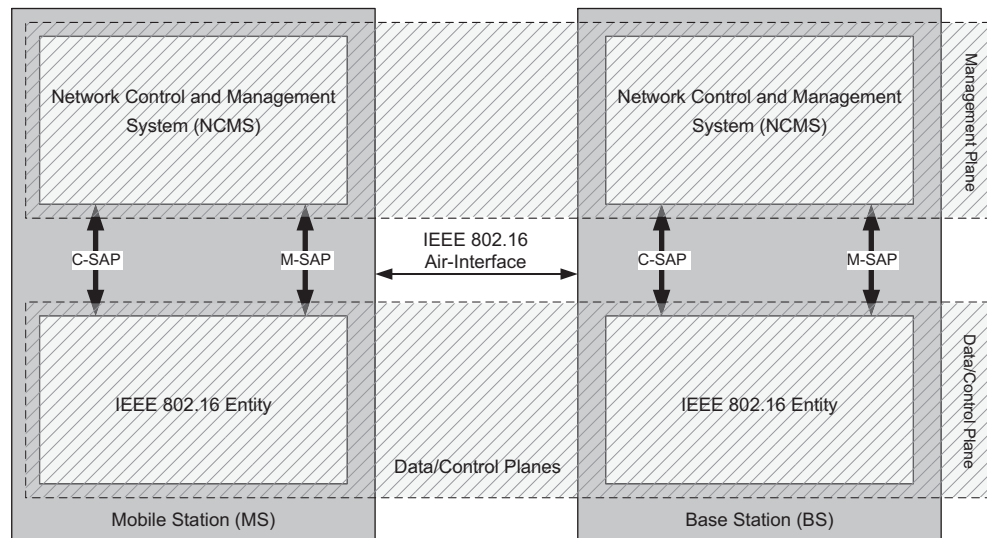 Network Control and Management
System (NCMS)
Network Control and Management
System (NCMS)
Management Plane
C-SAP
M-SAP
IEEE 802.16
Air-Interface
C-SAP
M-SAP
IEEE 802.16 Entity
IEEE 802.16 Entity
Data/Control Plane
Data/Control Planes
Mobile Station (MS)
Base Station (BS)